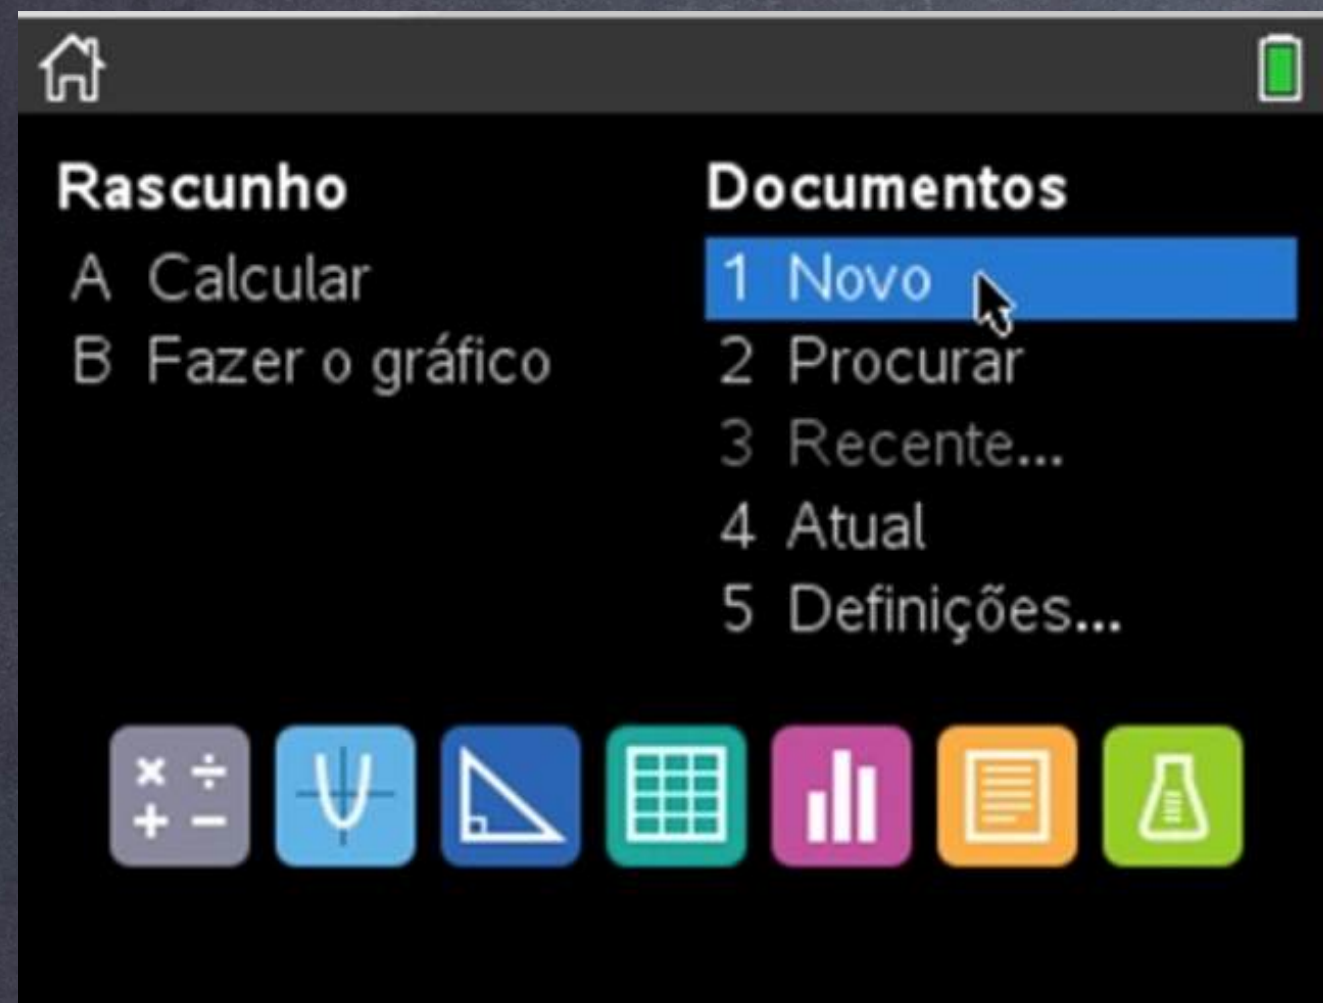 Rascunho
A Calcular
B Fazer o gráfico
Documentos
1 Novo
2 Procurar
3 Recente...
4 Atual
5 Definições...